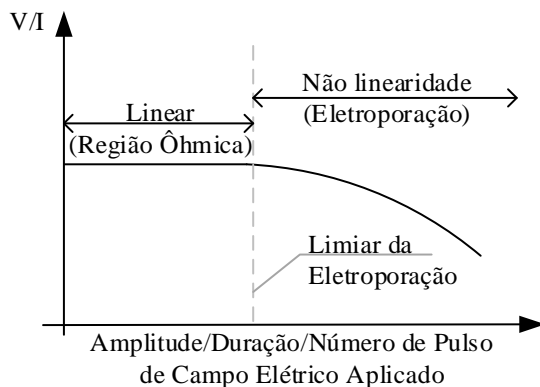 V/I
Não linearidade
(Eletroporação)
Linear
(Região Ôhmica)
Limiar da
Eletroporação
Amplitude/Duração/Número de Pulso
de Campo Elétrico Aplicado